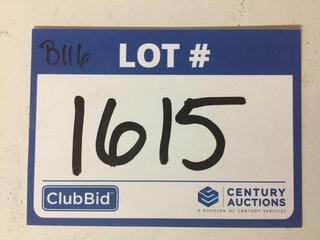 B116
LOT #
1615
ClubBid
CENTURY
AUCTIONS
A DIVISION OF CENTURY SERVICES